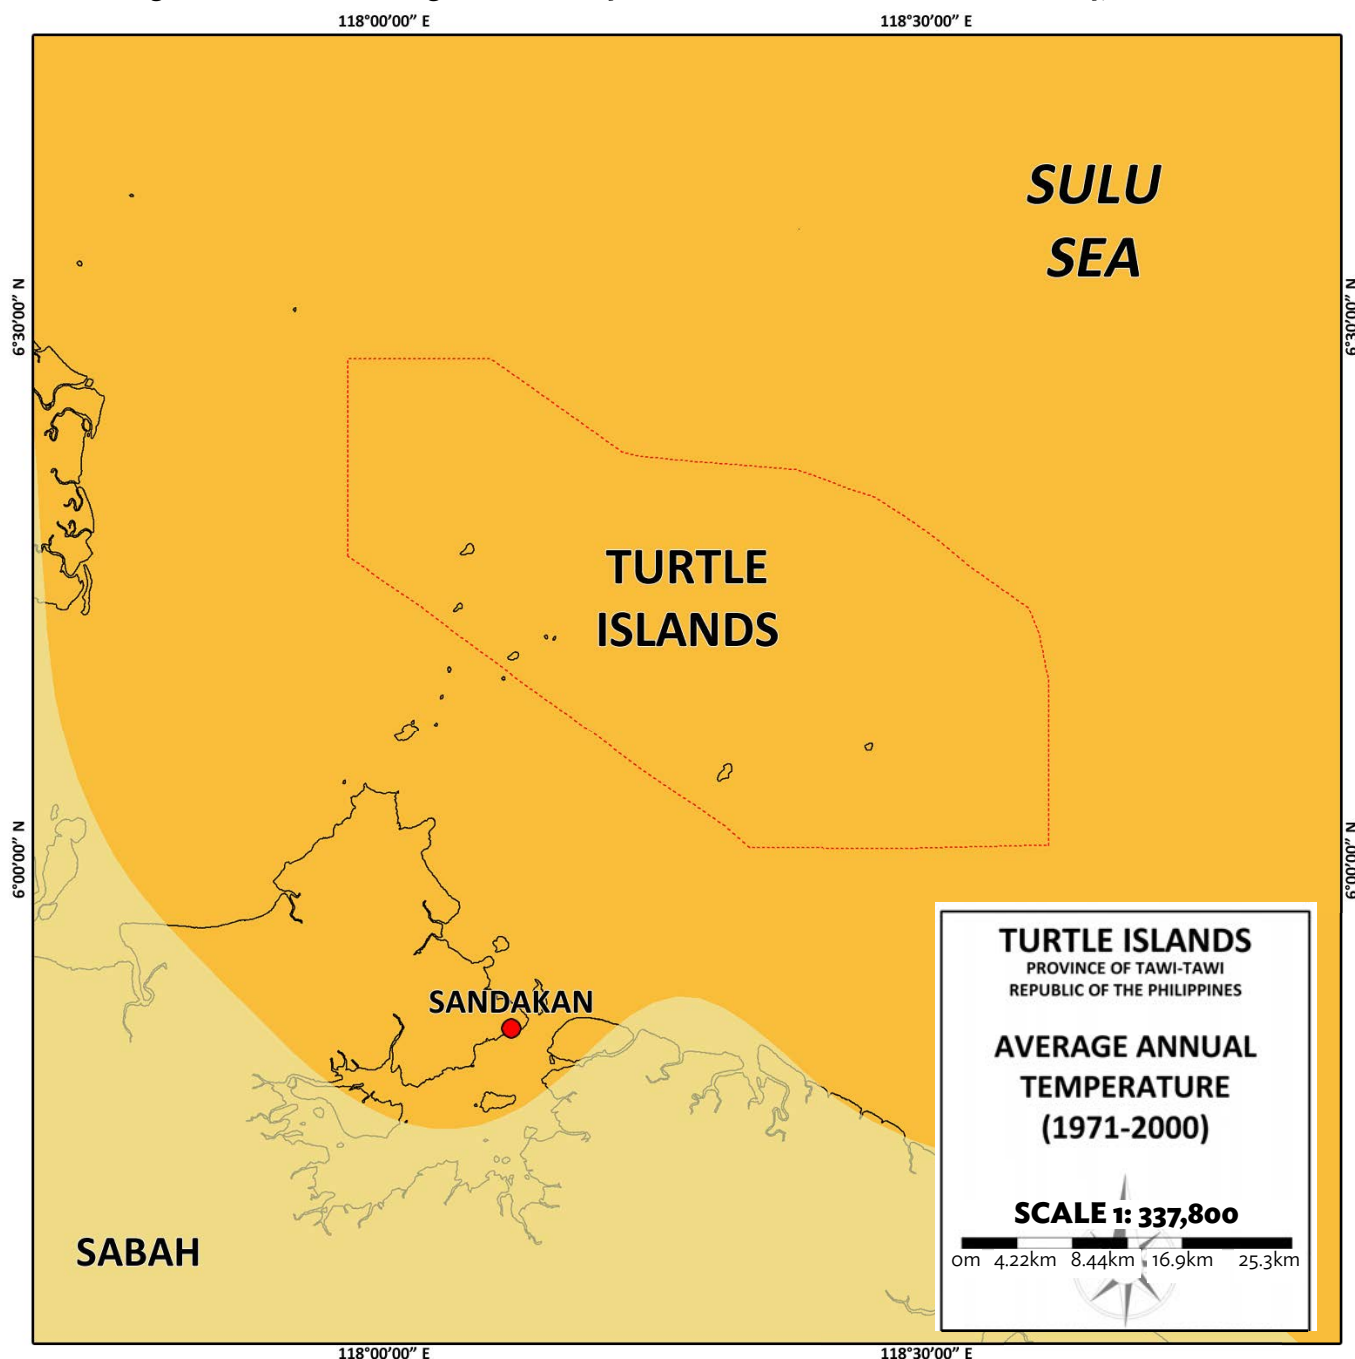 118°00'00" E
118°30'00" E
SULU
SEA
6°30'00" N
6°30'00" N
TURTLE
ISLANDS
6°00'00" N
6°00'00" N
SANDAKAN
SABAH
TURTLE ISLANDS
PROVINCE OF TAWI-TAWI
REPUBLIC OF THE PHILIPPINES
AVERAGE ANNUAL
TEMPERATURE
(1971-2000)
SCALE 1: 337,800
0m 4.22km 8.44km 16.9km 25.3km
118°00'00" E
118°30'00" E